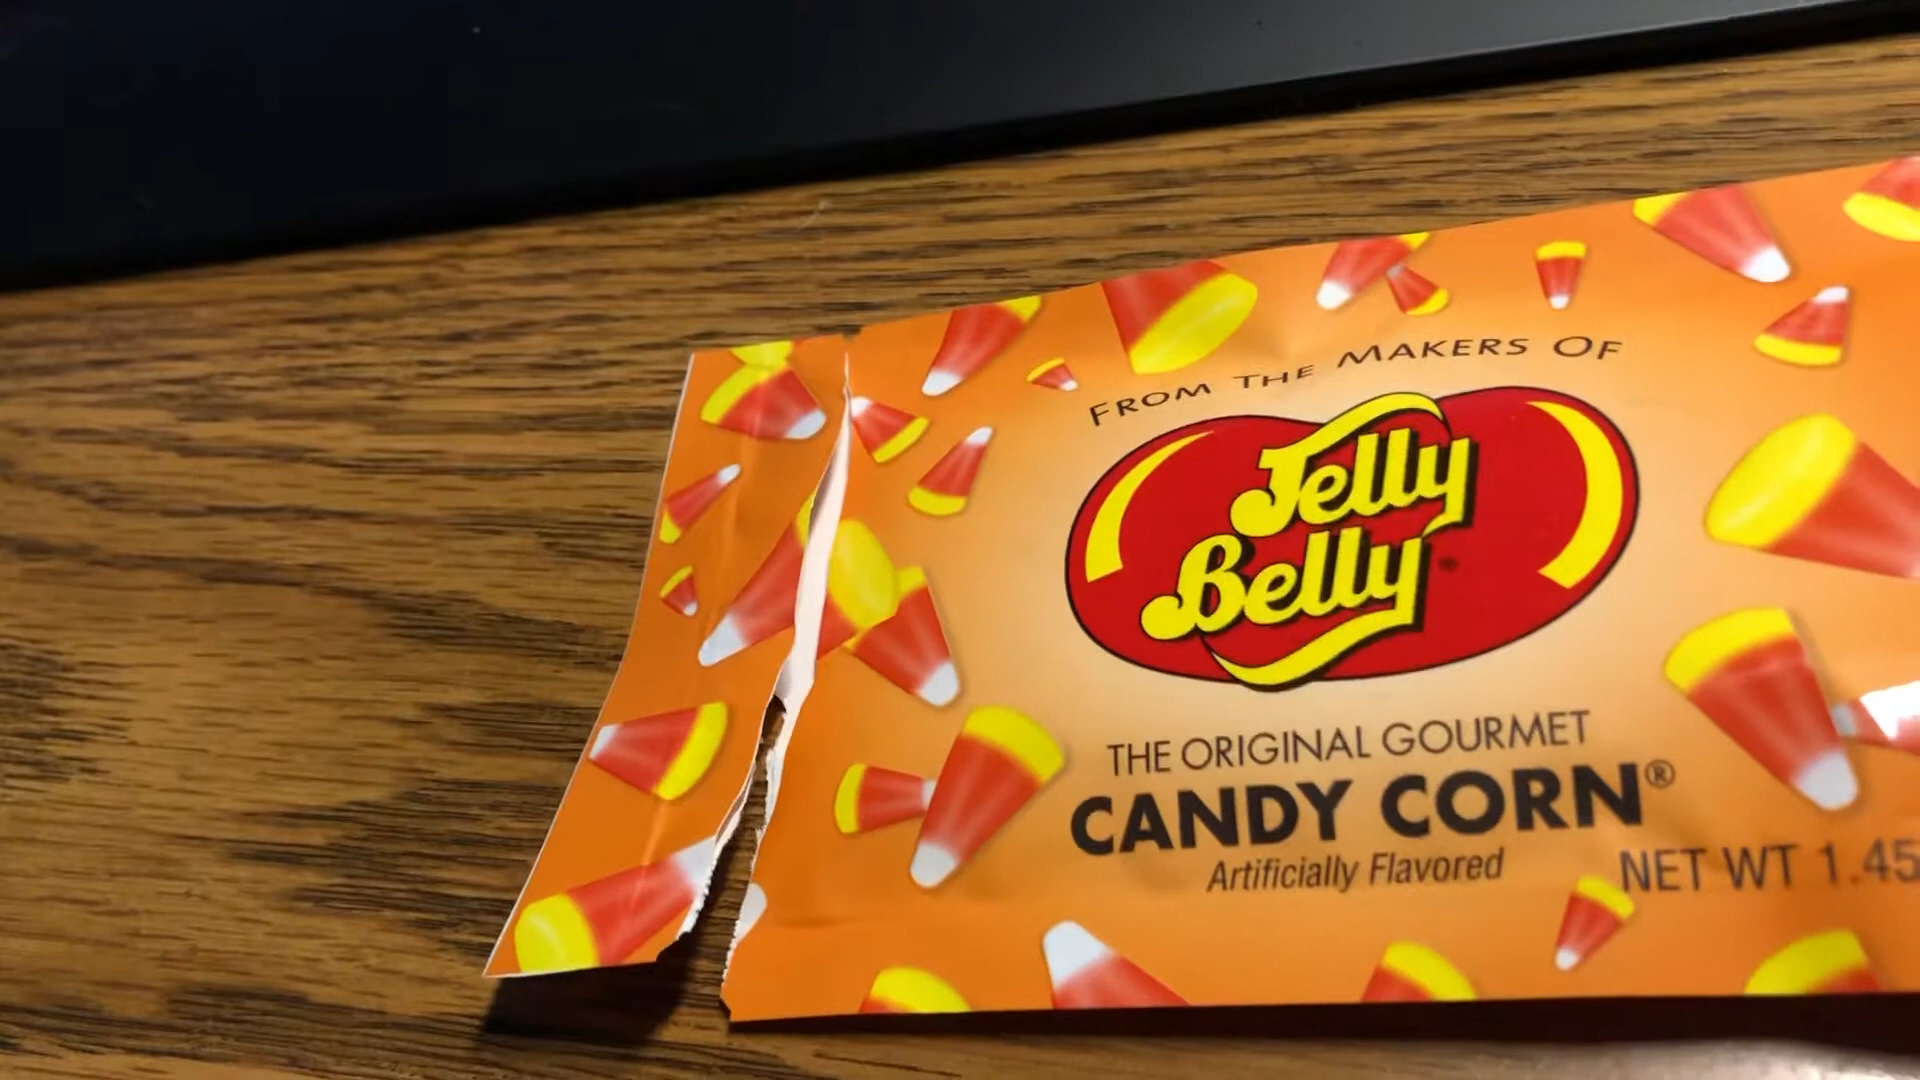 FROM THE MAKERS OF
Jelly
Belly®
THE ORIGINAL GOURMET
CANDY CORN®
Artificially Flavored
NET WT 1.45